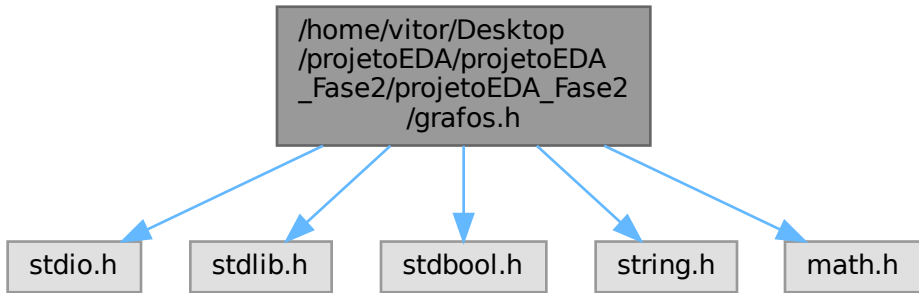 /home/vitor/Desktop
/projetoEDA/projetoEDA
_Fase2/projetoEDA_Fase2
/grafos.h
stdio.h
stdlib.h
stdbool.h
string.h
math.h